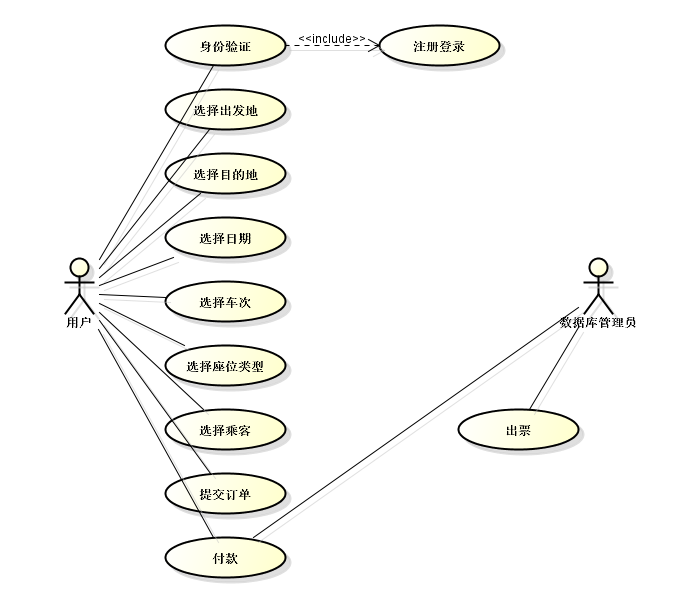 身份验证
<<include>>
注册登录
选择出发地
选择目的地
选择日期
选择车次
选择座位类型
选择乘客
提交订单
付款
用户
数据库管理员
出票